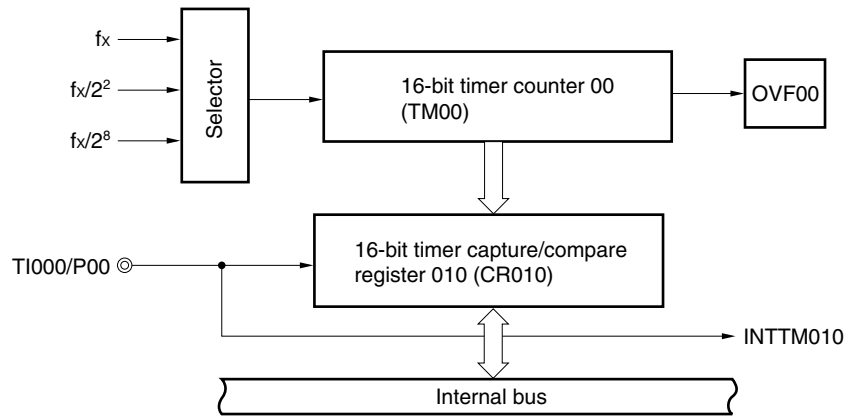 fX
fX/2²
fX/2⁸
Selector
16-bit timer counter 00
(TM00)
OVF00
TI000/P00
16-bit timer capture/compare
register 010 (CR010)
INTTM010
Internal bus